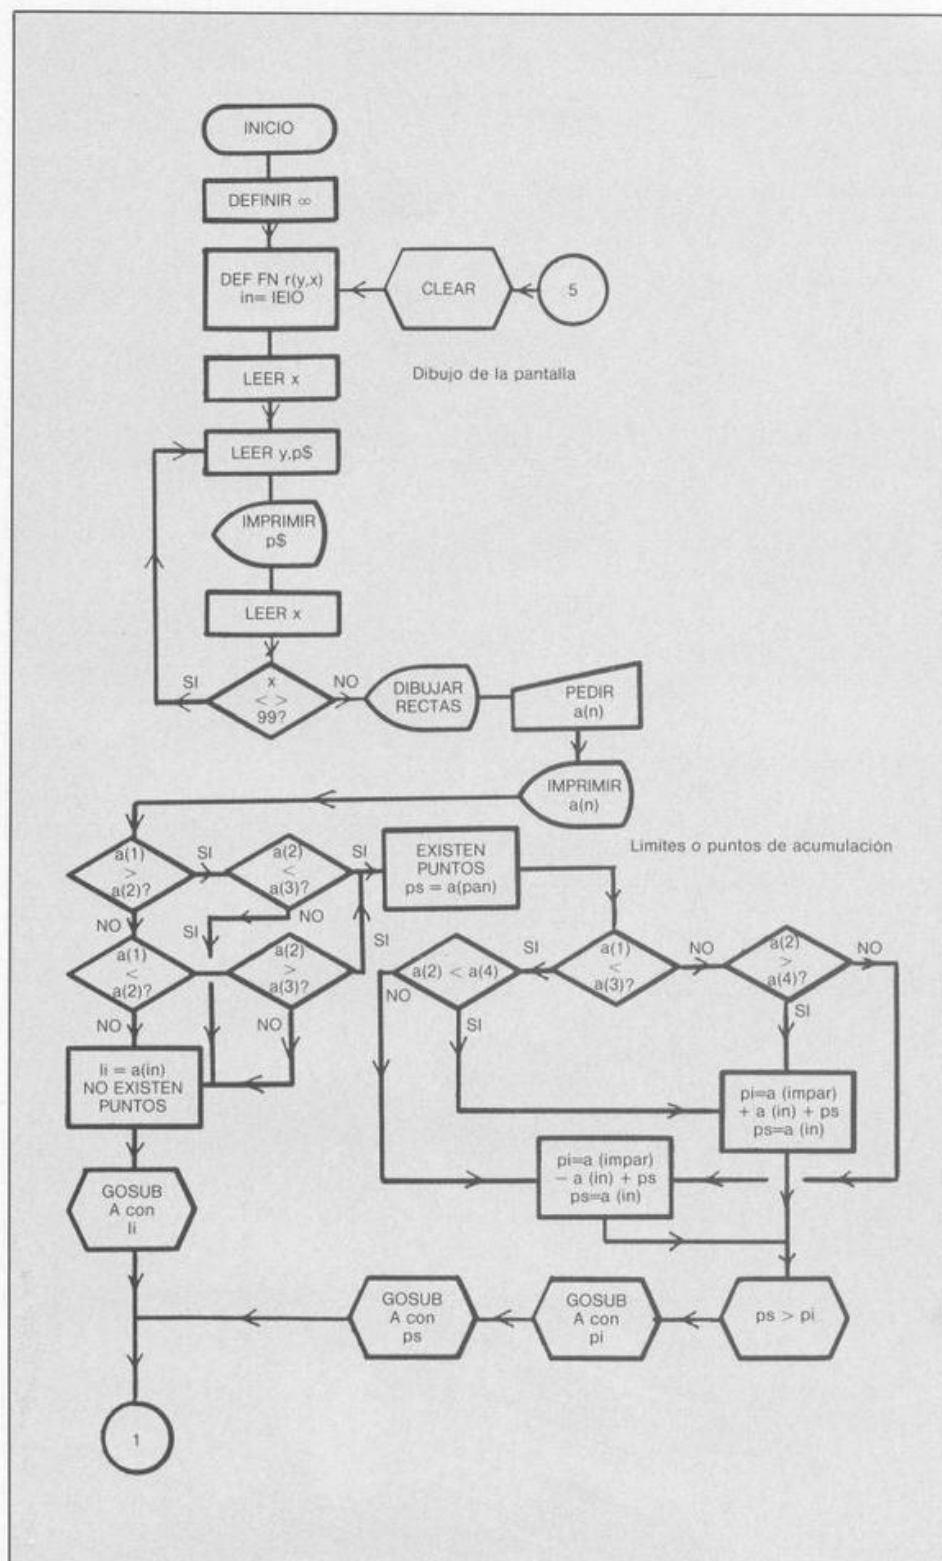 INICIO
DEFINIR ∞
DEF FN r(y,x)
in= IEIO
CLEAR
5
LEER x
Dibujo de la pantalla
LEER y,p$
IMPRIMIR
p$
LEER x
SI
x
< >
99?
NO
DIBUJAR
RECTAS
PEDIR
a(n)
IMPRIMIR
a(n)
Limites o puntos de acumulación
a(1)
>
a(2)?
SI
a(2)
<
a(3)?
SI
EXISTEN
PUNTOS
ps = a(pan)
NO
SI
NO
a(1)
<
a(2)?
a(2)
>
a(3)?
SI
NO
NO
a(2) < a(4)
NO
SI
SI
a(1)
<
a(3)?
NO
a(2)
>
a(4)?
NO
SI
li = a(in)
NO EXISTEN
PUNTOS
pi=a (impar)
+ a (in) + ps
ps=a (in)
pi=a (impar)
− a (in) + ps
ps=a (in)
GOSUB
A con
li
GOSUB
A con
ps
GOSUB
A con
pi
ps > pi
1